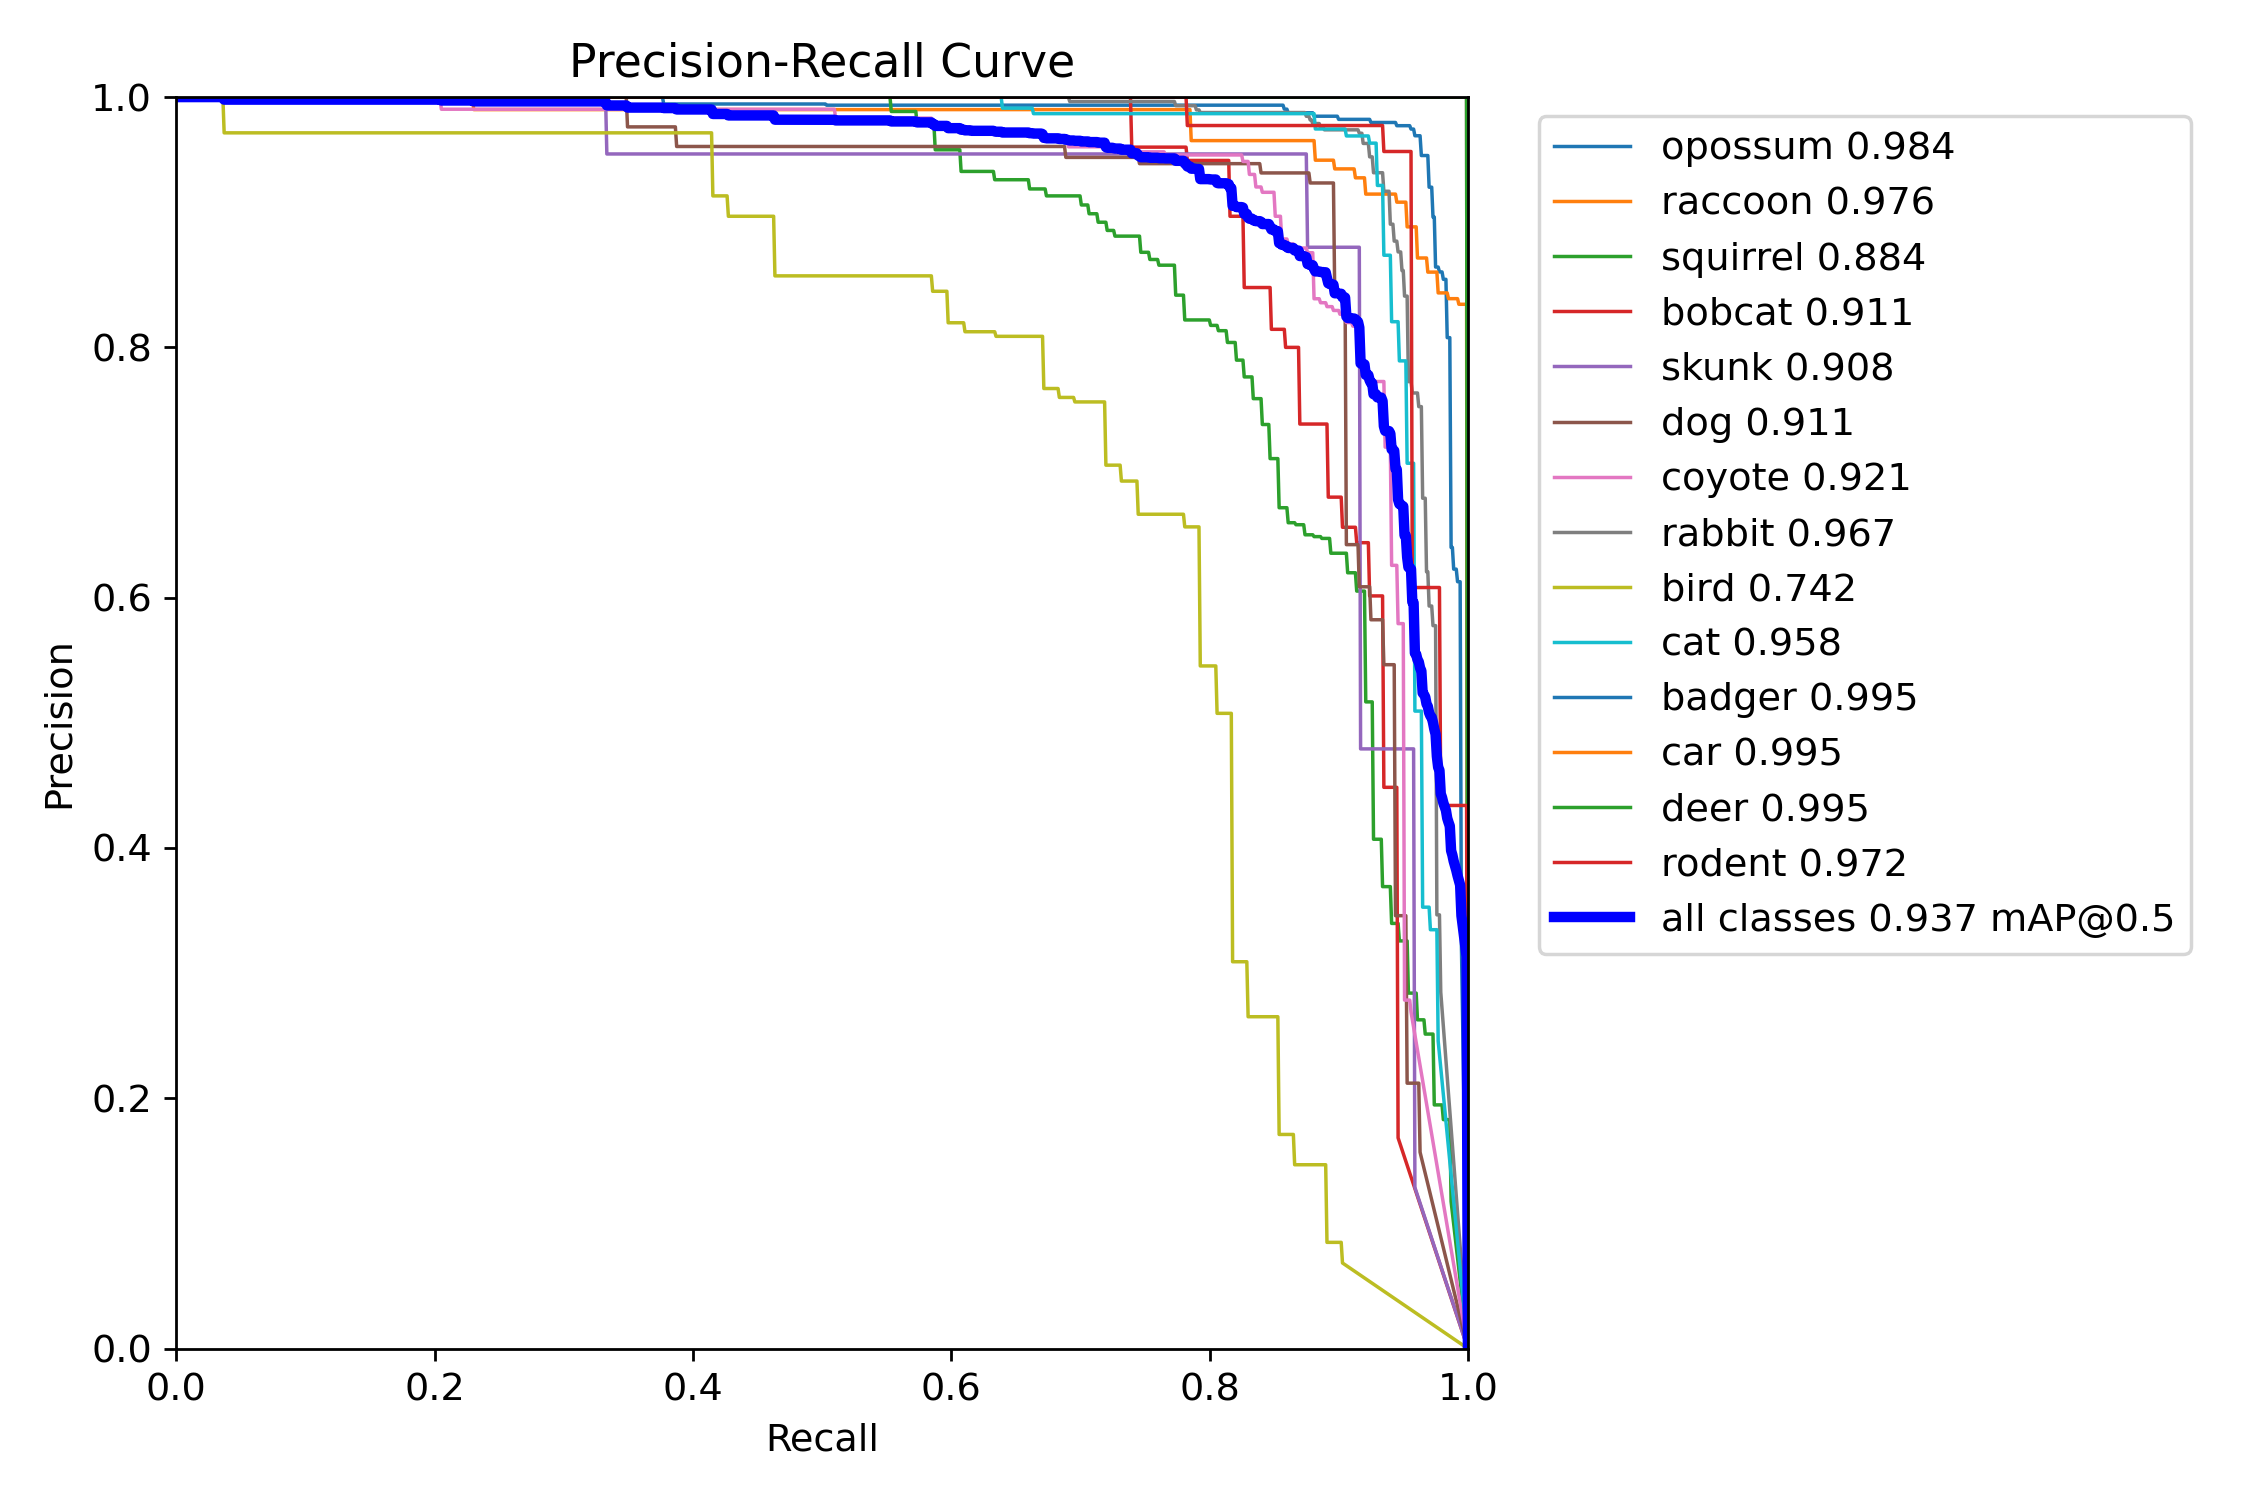 Precision-Recall Curve
1.0
0.8
0.6
0.4
0.2
0.0
Precision
0.0 0.2 0.4 0.6 0.8 1.0
Recall
opossum 0.984
raccoon 0.976
squirrel 0.884
bobcat 0.911
skunk 0.908
dog 0.911
coyote 0.921
rabbit 0.967
bird 0.742
cat 0.958
badger 0.995
car 0.995
deer 0.995
rodent 0.972
all classes 0.937 mAP@0.5